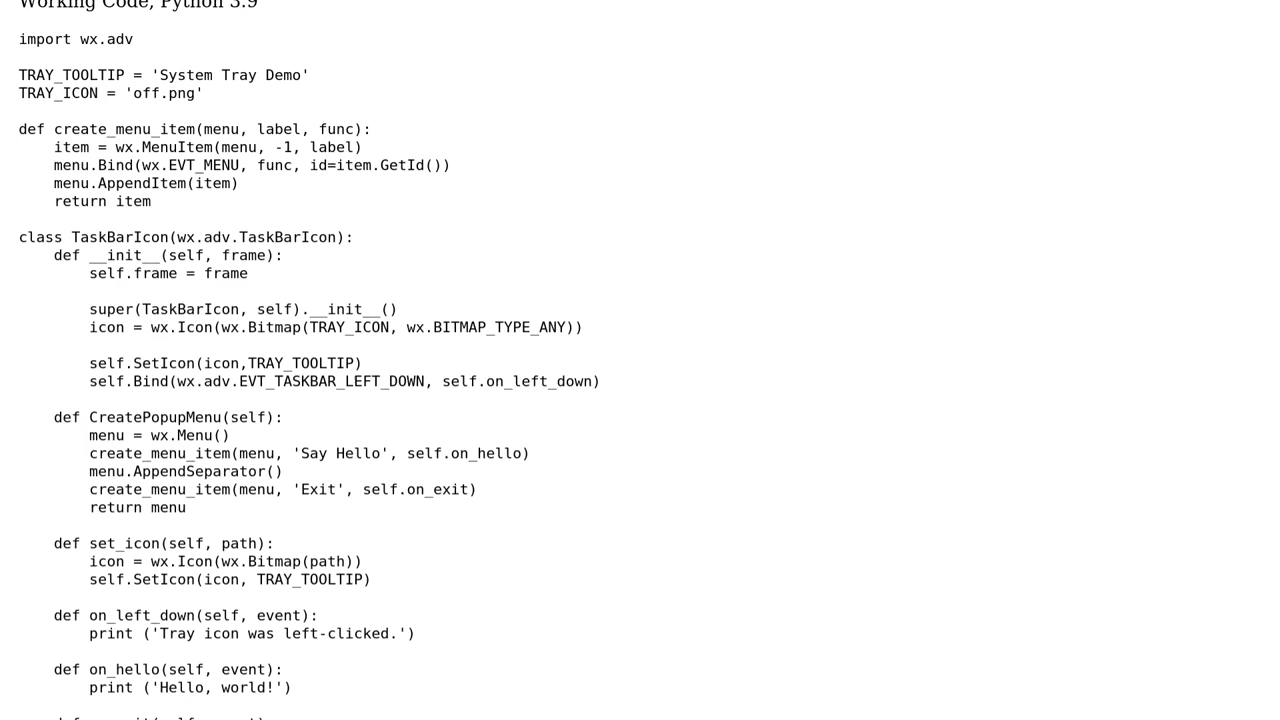 Working Code, Python 3.9
import wx.adv
TRAY_TOOLTIP = 'System Tray Demo'
TRAY_ICON = 'off.png'
def create_menu_item(menu, label, func):
    item = wx.MenuItem(menu, -1, label)
    menu.Bind(wx.EVT_MENU, func, id=item.GetId())
    menu.AppendItem(item)
    return item
class TaskBarIcon(wx.adv.TaskBarIcon):
    def __init__(self, frame):
        self.frame = frame
        super(TaskBarIcon, self).__init__()
        icon = wx.Icon(wx.Bitmap(TRAY_ICON, wx.BITMAP_TYPE_ANY))
        self.SetIcon(icon,TRAY_TOOLTIP)
        self.Bind(wx.adv.EVT_TASKBAR_LEFT_DOWN, self.on_left_down)
    def CreatePopupMenu(self):
        menu = wx.Menu()
        create_menu_item(menu, 'Say Hello', self.on_hello)
        menu.AppendSeparator()
        create_menu_item(menu, 'Exit', self.on_exit)
        return menu
    def set_icon(self, path):
        icon = wx.Icon(wx.Bitmap(path))
        self.SetIcon(icon, TRAY_TOOLTIP)
    def on_left_down(self, event):
        print ('Tray icon was left-clicked.')
    def on_hello(self, event):
        print ('Hello, world!')